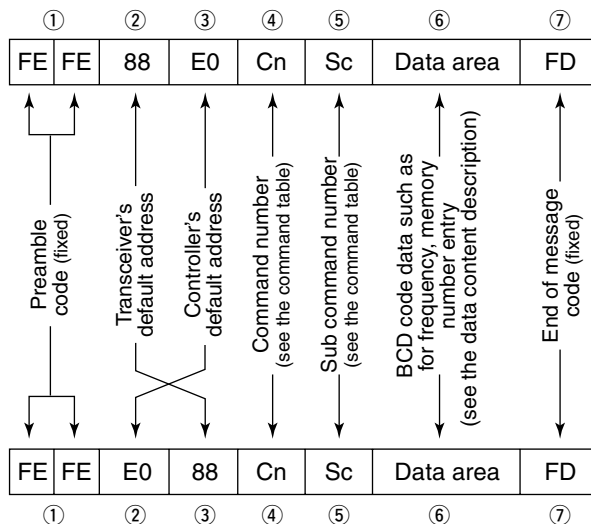 ① ② ③ ④ ⑤ ⑥ ⑦
FE FE 88 E0 Cn Sc Data area FD
Preamble
code (fixed)
Transceiver's
default address
Controller's
default address
Command number
(see the command table)
Sub command number
(see the command table)
BCD code data such as
for frequency, memory
number entry
(see the data content description)
End of message
code (fixed)
FE FE E0 88 Cn Sc Data area FD
① ② ③ ④ ⑤ ⑥ ⑦